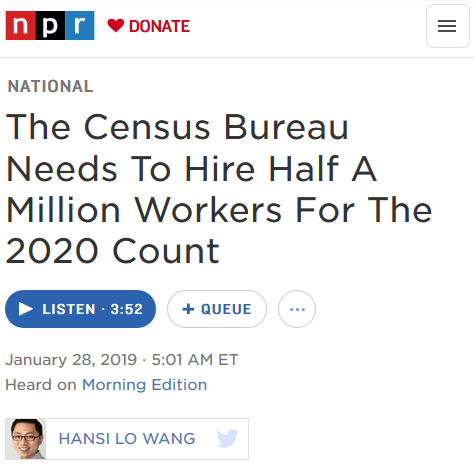 npr DONATE
NATIONAL
The Census Bureau
Needs To Hire Half A
Million Workers For The
2020 Count
LISTEN · 3:52 + QUEUE ...
January 28, 2019 · 5:01 AM ET
Heard on Morning Edition
HANSI LO WANG